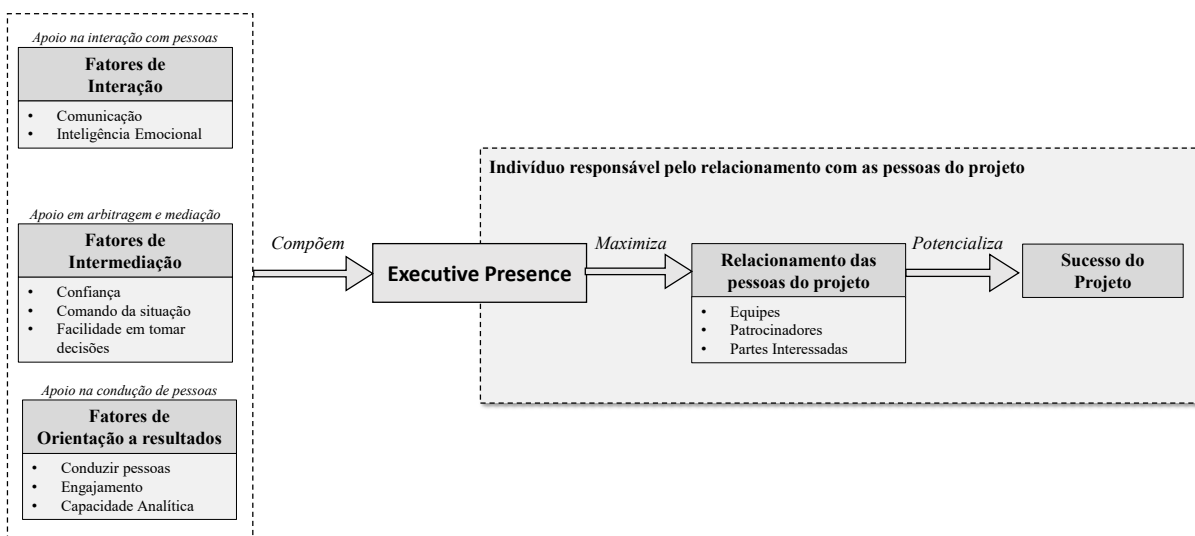 Apoio na interação com pessoas
Fatores de
Interação
• Comunicação
• Inteligência Emocional
Apoio em arbitragem e mediação
Fatores de
Intermediação
• Confiança
• Comando da situação
• Facilidade em tomar
decisões
Apoio na condução de pessoas
Fatores de
Orientação a resultados
• Conduzir pessoas
• Engajamento
• Capacidade Analítica
Compõem
Executive Presence
Indivíduo responsável pelo relacionamento com as pessoas do projeto
Maximiza
Relacionamento das
pessoas do projeto
• Equipes
• Patrocinadores
• Partes Interessadas
Potencializa
Sucesso do
Projeto